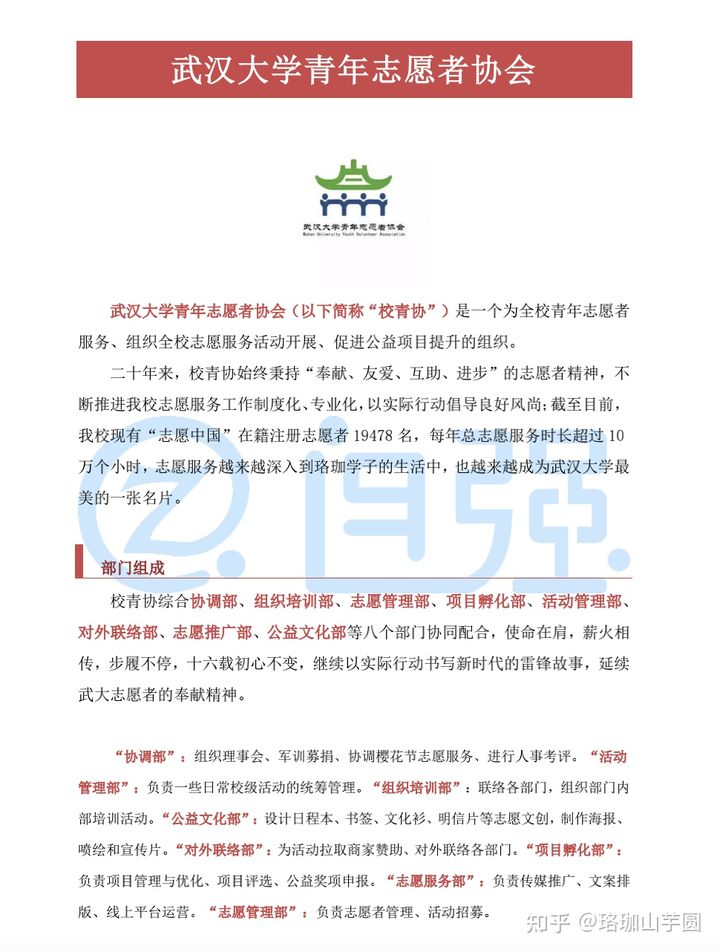 武汉大学青年志愿者协会
武汉大学青年志愿者协会
Wuhan University Youth Volunteer Association
武汉大学青年志愿者协会（以下简称“校青协”）是一个为全校青年志愿者
服务、组织全校志愿服务活动开展、促进公益项目提升的组织。
二十年来，校青协始终秉持“奉献、友爱、互助、进步”的志愿者精神，不
断推进我校志愿服务工作制度化、专业化，以实际行动倡导良好风尚；截至目前，
我校现有“志愿中国”在籍注册志愿者 19478 名，每年总志愿服务时长超过 10
万个小时，志愿服务越来越深入到珞珈学子的生活中，也越来越成为武汉大学最
美的一张名片。
自强
部门组成
校青协综合协调部、组织培训部、志愿管理部、项目孵化部、活动管理部、
对外联络部、志愿推广部、公益文化部等八个部门协同配合，使命在肩，薪火相
传，步履不停，十六载初心不变，继续以实际行动书写新时代的雷锋故事，延续
武大志愿者的奉献精神。
“协调部”：组织理事会、军训募捐、协调樱花节志愿服务、进行人事考评。“活动
管理部”：负责一些日常校级活动的统筹管理。“组织培训部”：联络各部门，组织部门内
部培训活动。“公益文化部”：设计日程本、书签、文化衫、明信片等志愿文创，制作海报、
喷绘和宣传片。“对外联络部”：为活动拉取商家赞助、对外联络各部门。“项目孵化部”：
负责项目管理与优化、项目评选、公益奖项申报。“志愿服务部”：负责传媒推广、文案排
版、线上平台运营。“志愿管理部”：负责志愿者管理、活动招募。
知乎 @珞珈山芋圆